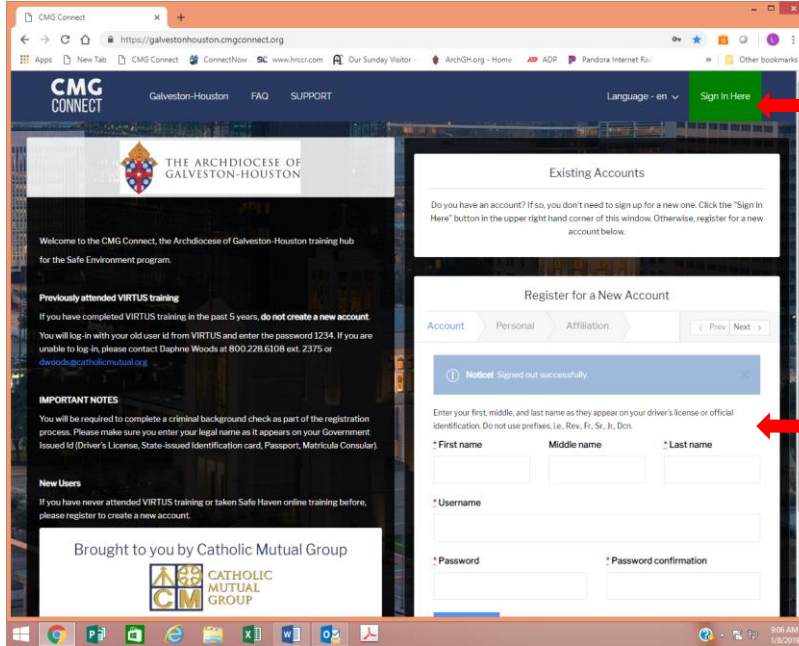 CMG Connect
https://galvestonhouston.cmgconnect.org
Apps New Tab CMG Connect ConnectNow www.hrccr.com Our Sunday Visitor - ArchGH.org - Home ADP Pandora Internet Ra » Other bookmarks
CMG
CONNECT
Galveston-Houston FAQ SUPPORT Language - en Sign In Here
THE ARCHDIOCESE OF
GALVESTON-HOUSTON
Welcome to the CMG Connect, the Archdiocese of Galveston-Houston training hub
for the Safe Environment program.
Previously attended VIRTUS training
If you have completed VIRTUS training in the past 5 years, do not create a new account.
You will log-in with your old user id from VIRTUS and enter the password 1234. If you are
unable to log-in, please contact Daphne Woods at 800.228.6108 ext. 2375 or
dwoods@catholicmutual.org
IMPORTANT NOTES
You will be required to complete a criminal background check as part of the registration
process. Please make sure you enter your legal name as it appears on your Government
Issued Id (Driver's License, State-issued Identification card, Passport, Matricula Consular).
New Users
If you have never attended VIRTUS training or taken Safe Haven online training before,
please register to create a new account.
Brought to you by Catholic Mutual Group
CATHOLIC
MUTUAL
GROUP
CM
Existing Accounts
Do you have an account? If so, you don't need to sign up for a new one. Click the "Sign In
Here" button in the upper right hand corner of this window. Otherwise, register for a new
account below.
Register for a New Account
Account Personal Affiliation < Prev Next >
Notice! Signed out successfully.
Enter your first, middle, and last name as they appear on your driver's license or official
identification. Do not use prefixes, i.e., Rev., Fr., Sr., Jr., Dcn.
* First name Middle name * Last name
* Username
* Password * Password confirmation
9:06 AM
1/8/2019